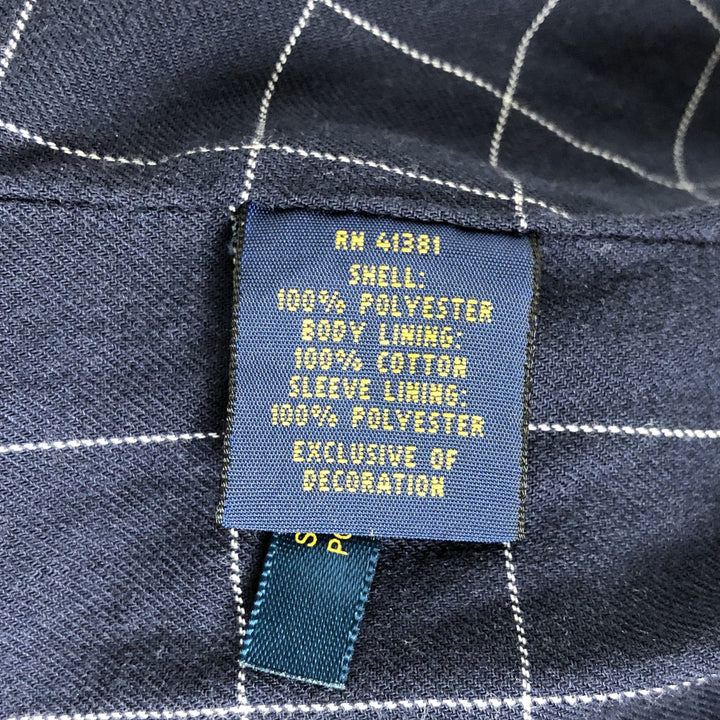 RN 41381
SHELL:
100% POLYESTER
BODY LINING:
100% COTTON
SLEEVE LINING:
100% POLYESTER
EXCLUSIVE OF
DECORATION